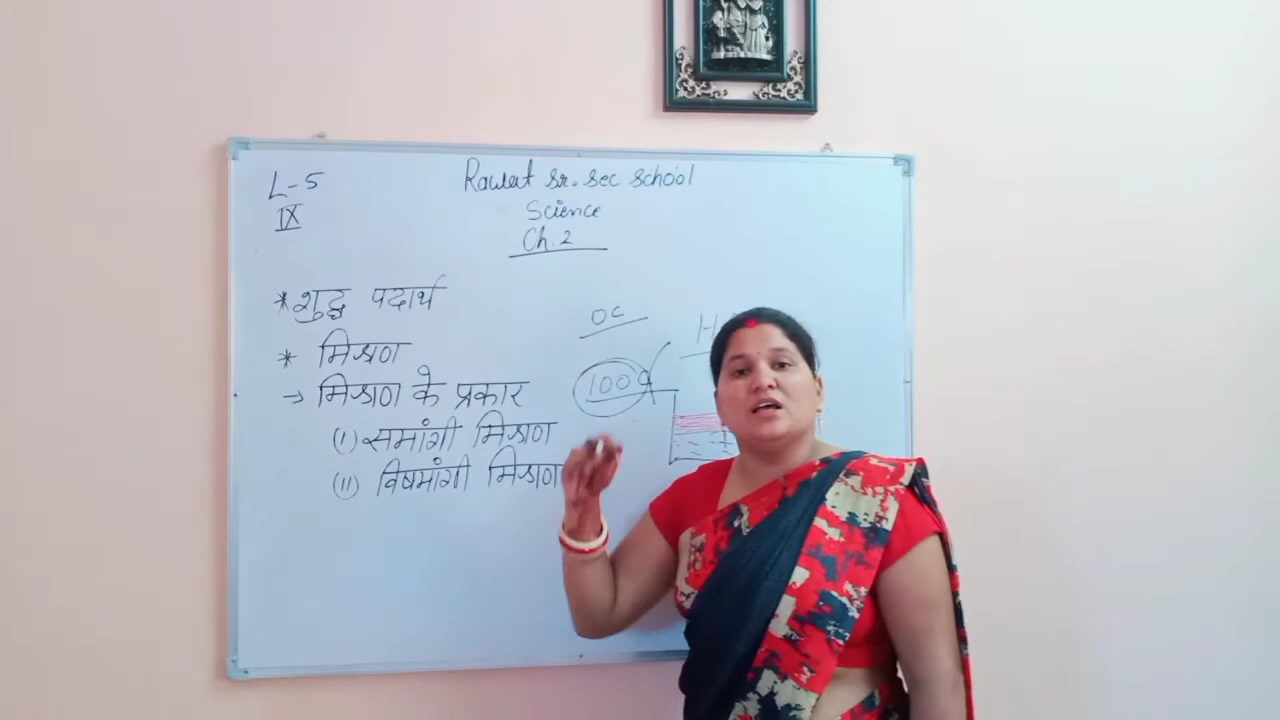 L-5
IX
Rawat sr. sec school
Science
Ch. 2
* शुद्ध पदार्थ
* मिश्रण
→ मिश्रण के प्रकार
(I) समांगी मिश्रण
(II) विषमांगी मिश्रण
0c
100
H